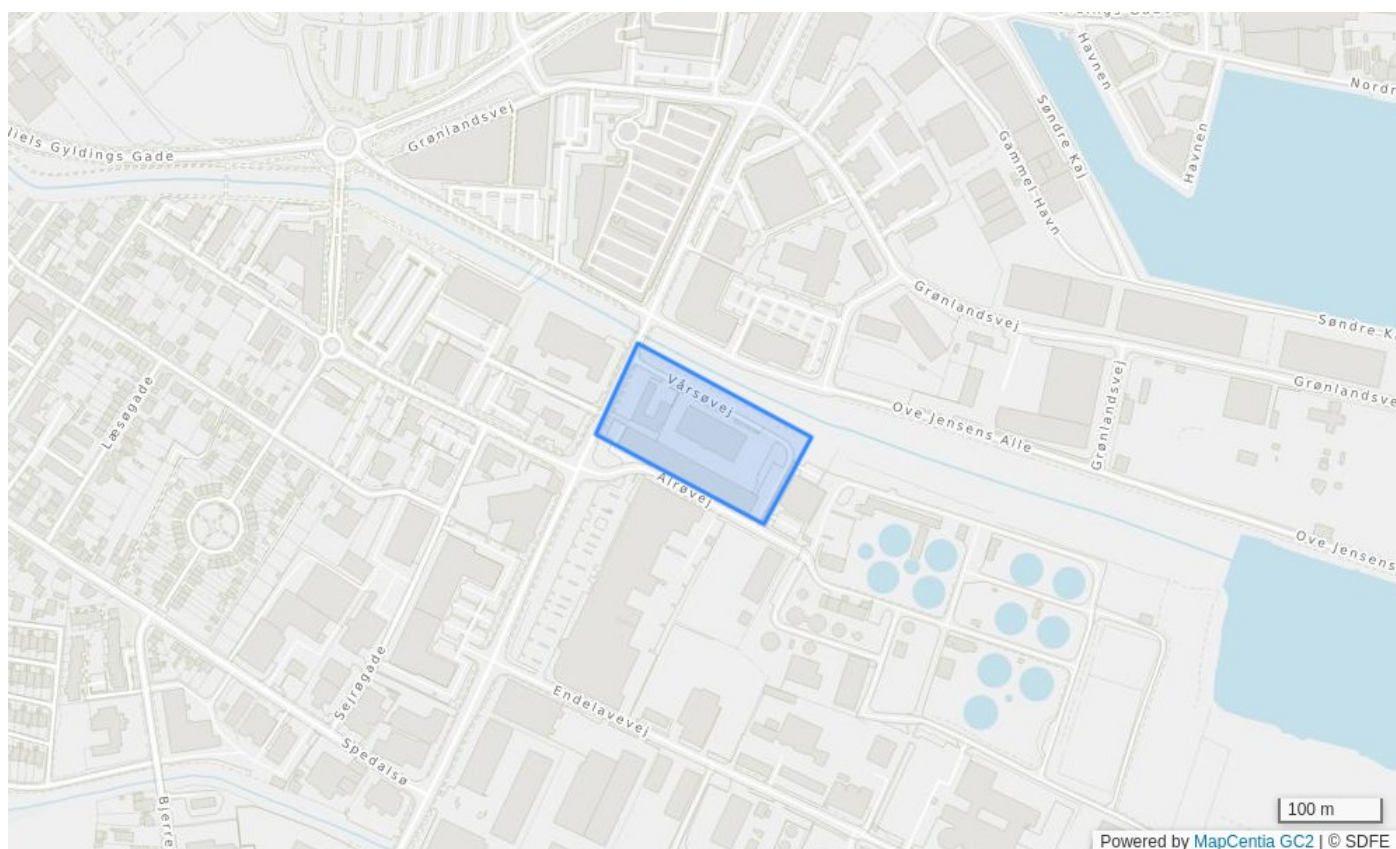 Havnen
Nordr
Søndre Kaj
Grønlandsvej
Niels Gyldings Gade
Gammel Havn
Havnen
Grønlandsvej
Søndre K
Vårsøvej
Læsøgade
Grønlandsvej
Grønlandsve
Ove Jensens Alle
Alrøvej
Ove Jensens
Sejrøgade
Endelavevej
Spedalsø
Bjerre
100 m
Powered by MapCentia GC2 | © SDFE